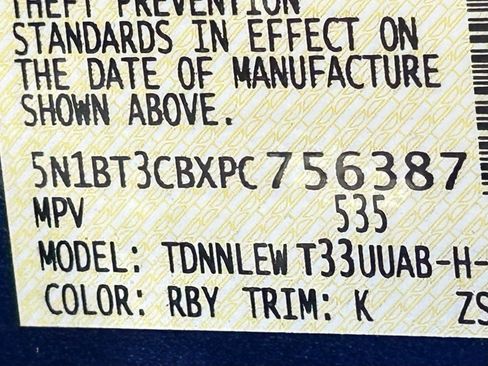 THEFT PREVENTION
STANDARDS IN EFFECT ON
THE DATE OF MANUFACTURE
SHOWN ABOVE.
5N1BT3CBXPC756387
MPV 535
MODEL: TDNNLEW T33UUAB-H-
COLOR: RBY TRIM: K ZS